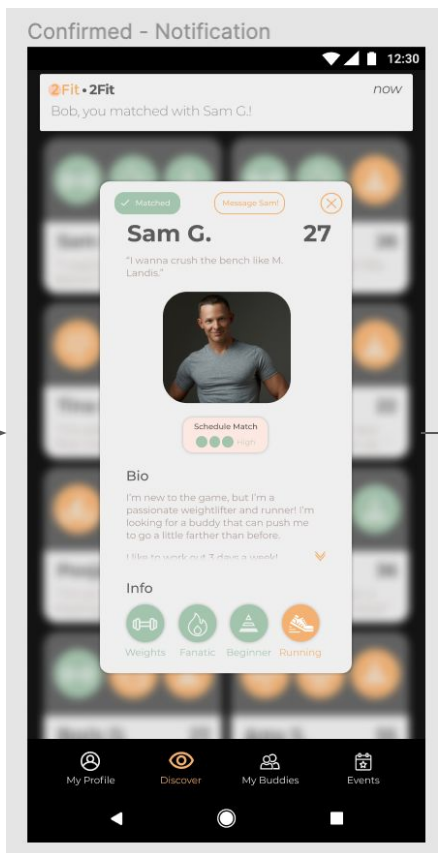 Confirmed - Notification
12:30
2Fit • 2Fit now
Bob, you matched with Sam G.!
Matched
Message Sam!
Sam G. 27
"I wanna crush the bench like M.
Landis."
Schedule Match
High
Bio
I'm new to the game, but I'm a
passionate weightlifter and runner! I'm
looking for a buddy that can push me
to go a little farther than before.
I like to work out 3 days a week!
Info
Weights Fanatic Beginner Running
My Profile Discover My Buddies Events